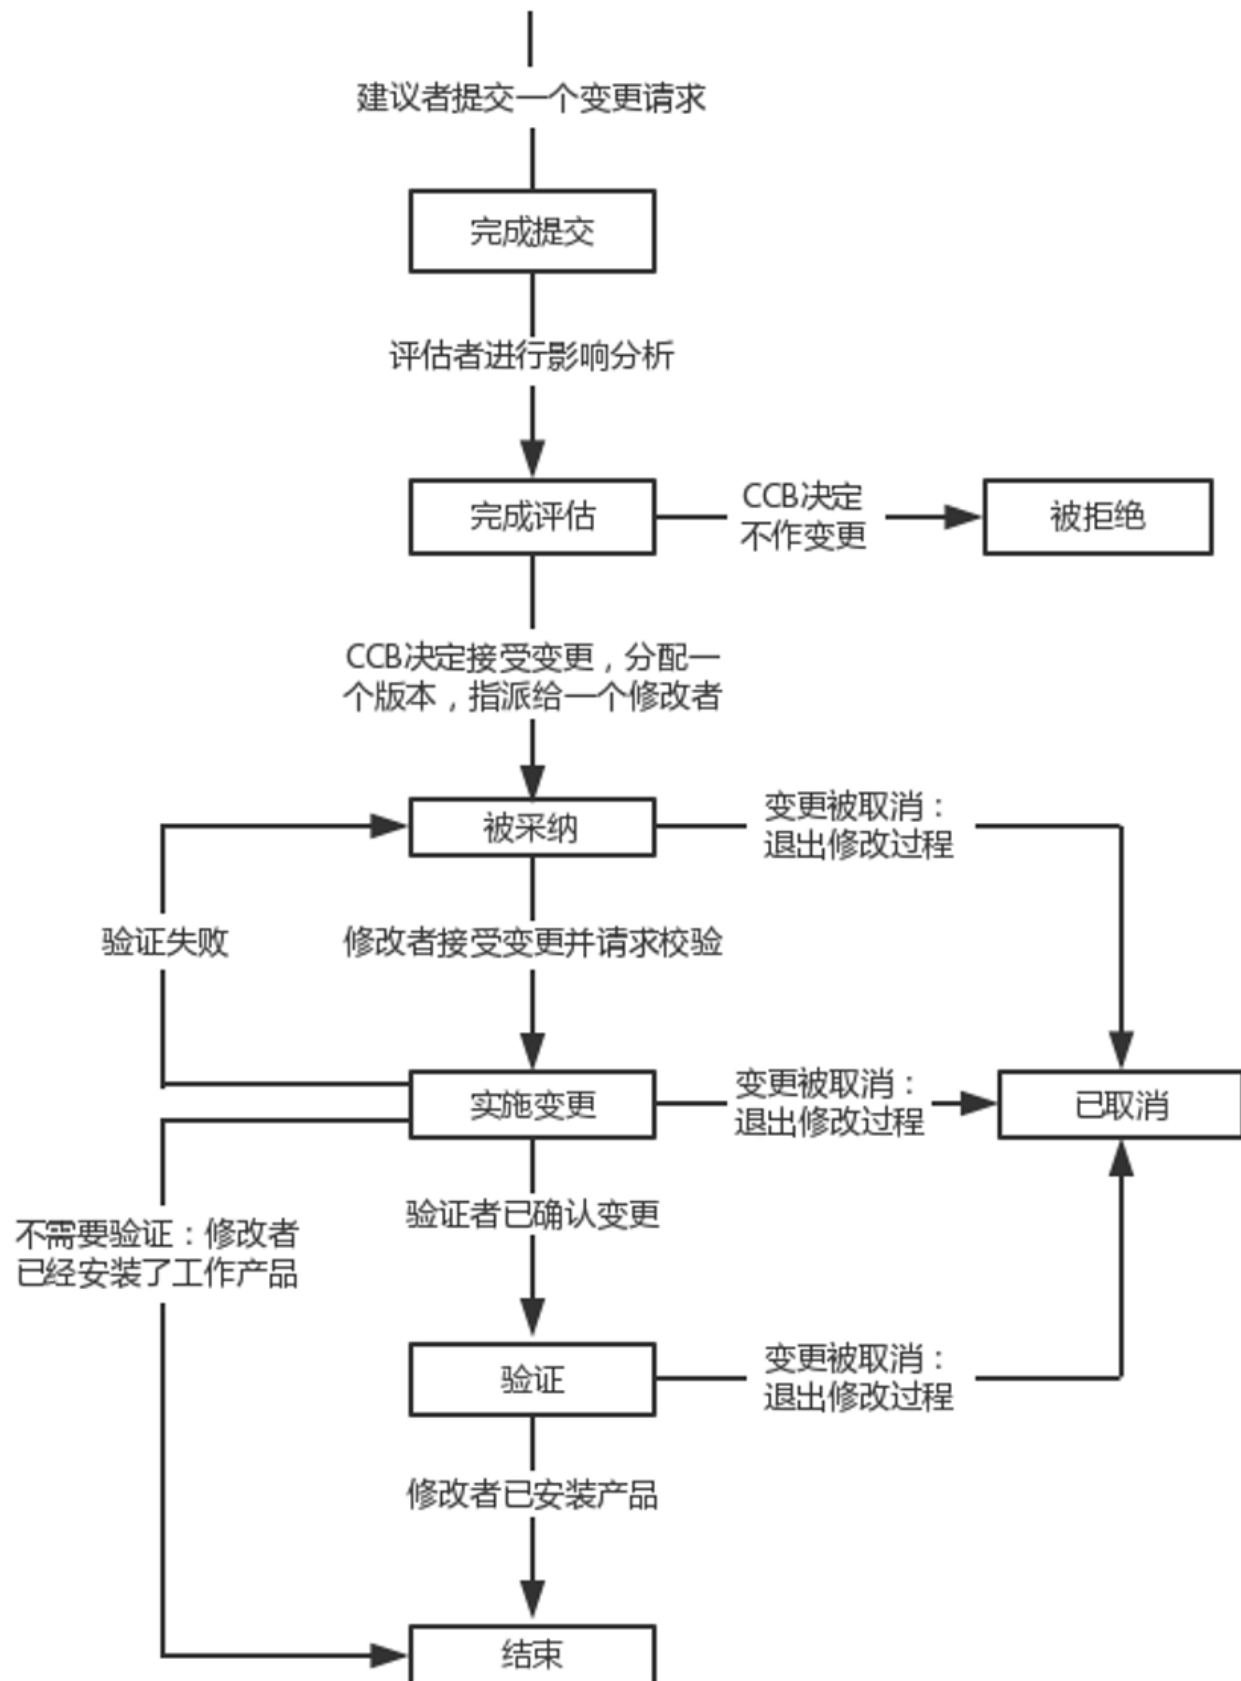 建议者提交一个变更请求
完成提交
评估者进行影响分析
完成评估
CCB决定
不作变更
被拒绝
CCB决定接受变更，分配一
个版本，指派给一个修改者
被采纳
变更被取消：
退出修改过程
验证失败
修改者接受变更并请求校验
实施变更
变更被取消：
退出修改过程
已取消
验证者已确认变更
不需要验证：修改者
已经安装了工作产品
验证
变更被取消：
退出修改过程
修改者已安装产品
结束